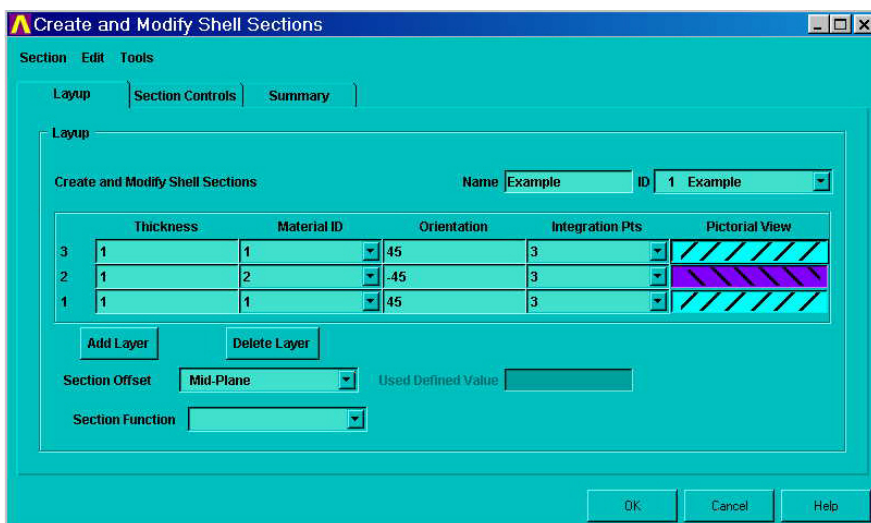 Create and Modify Shell Sections
Section Edit Tools
Layup Section Controls Summary
Layup
Create and Modify Shell Sections Name Example ID 1 Example
Thickness Material ID Orientation Integration Pts Pictorial View
3 1 1 45 3
2 1 2 -45 3
1 1 1 45 3
Add Layer Delete Layer
Section Offset Mid-Plane Used Defined Value
Section Function
OK Cancel Help